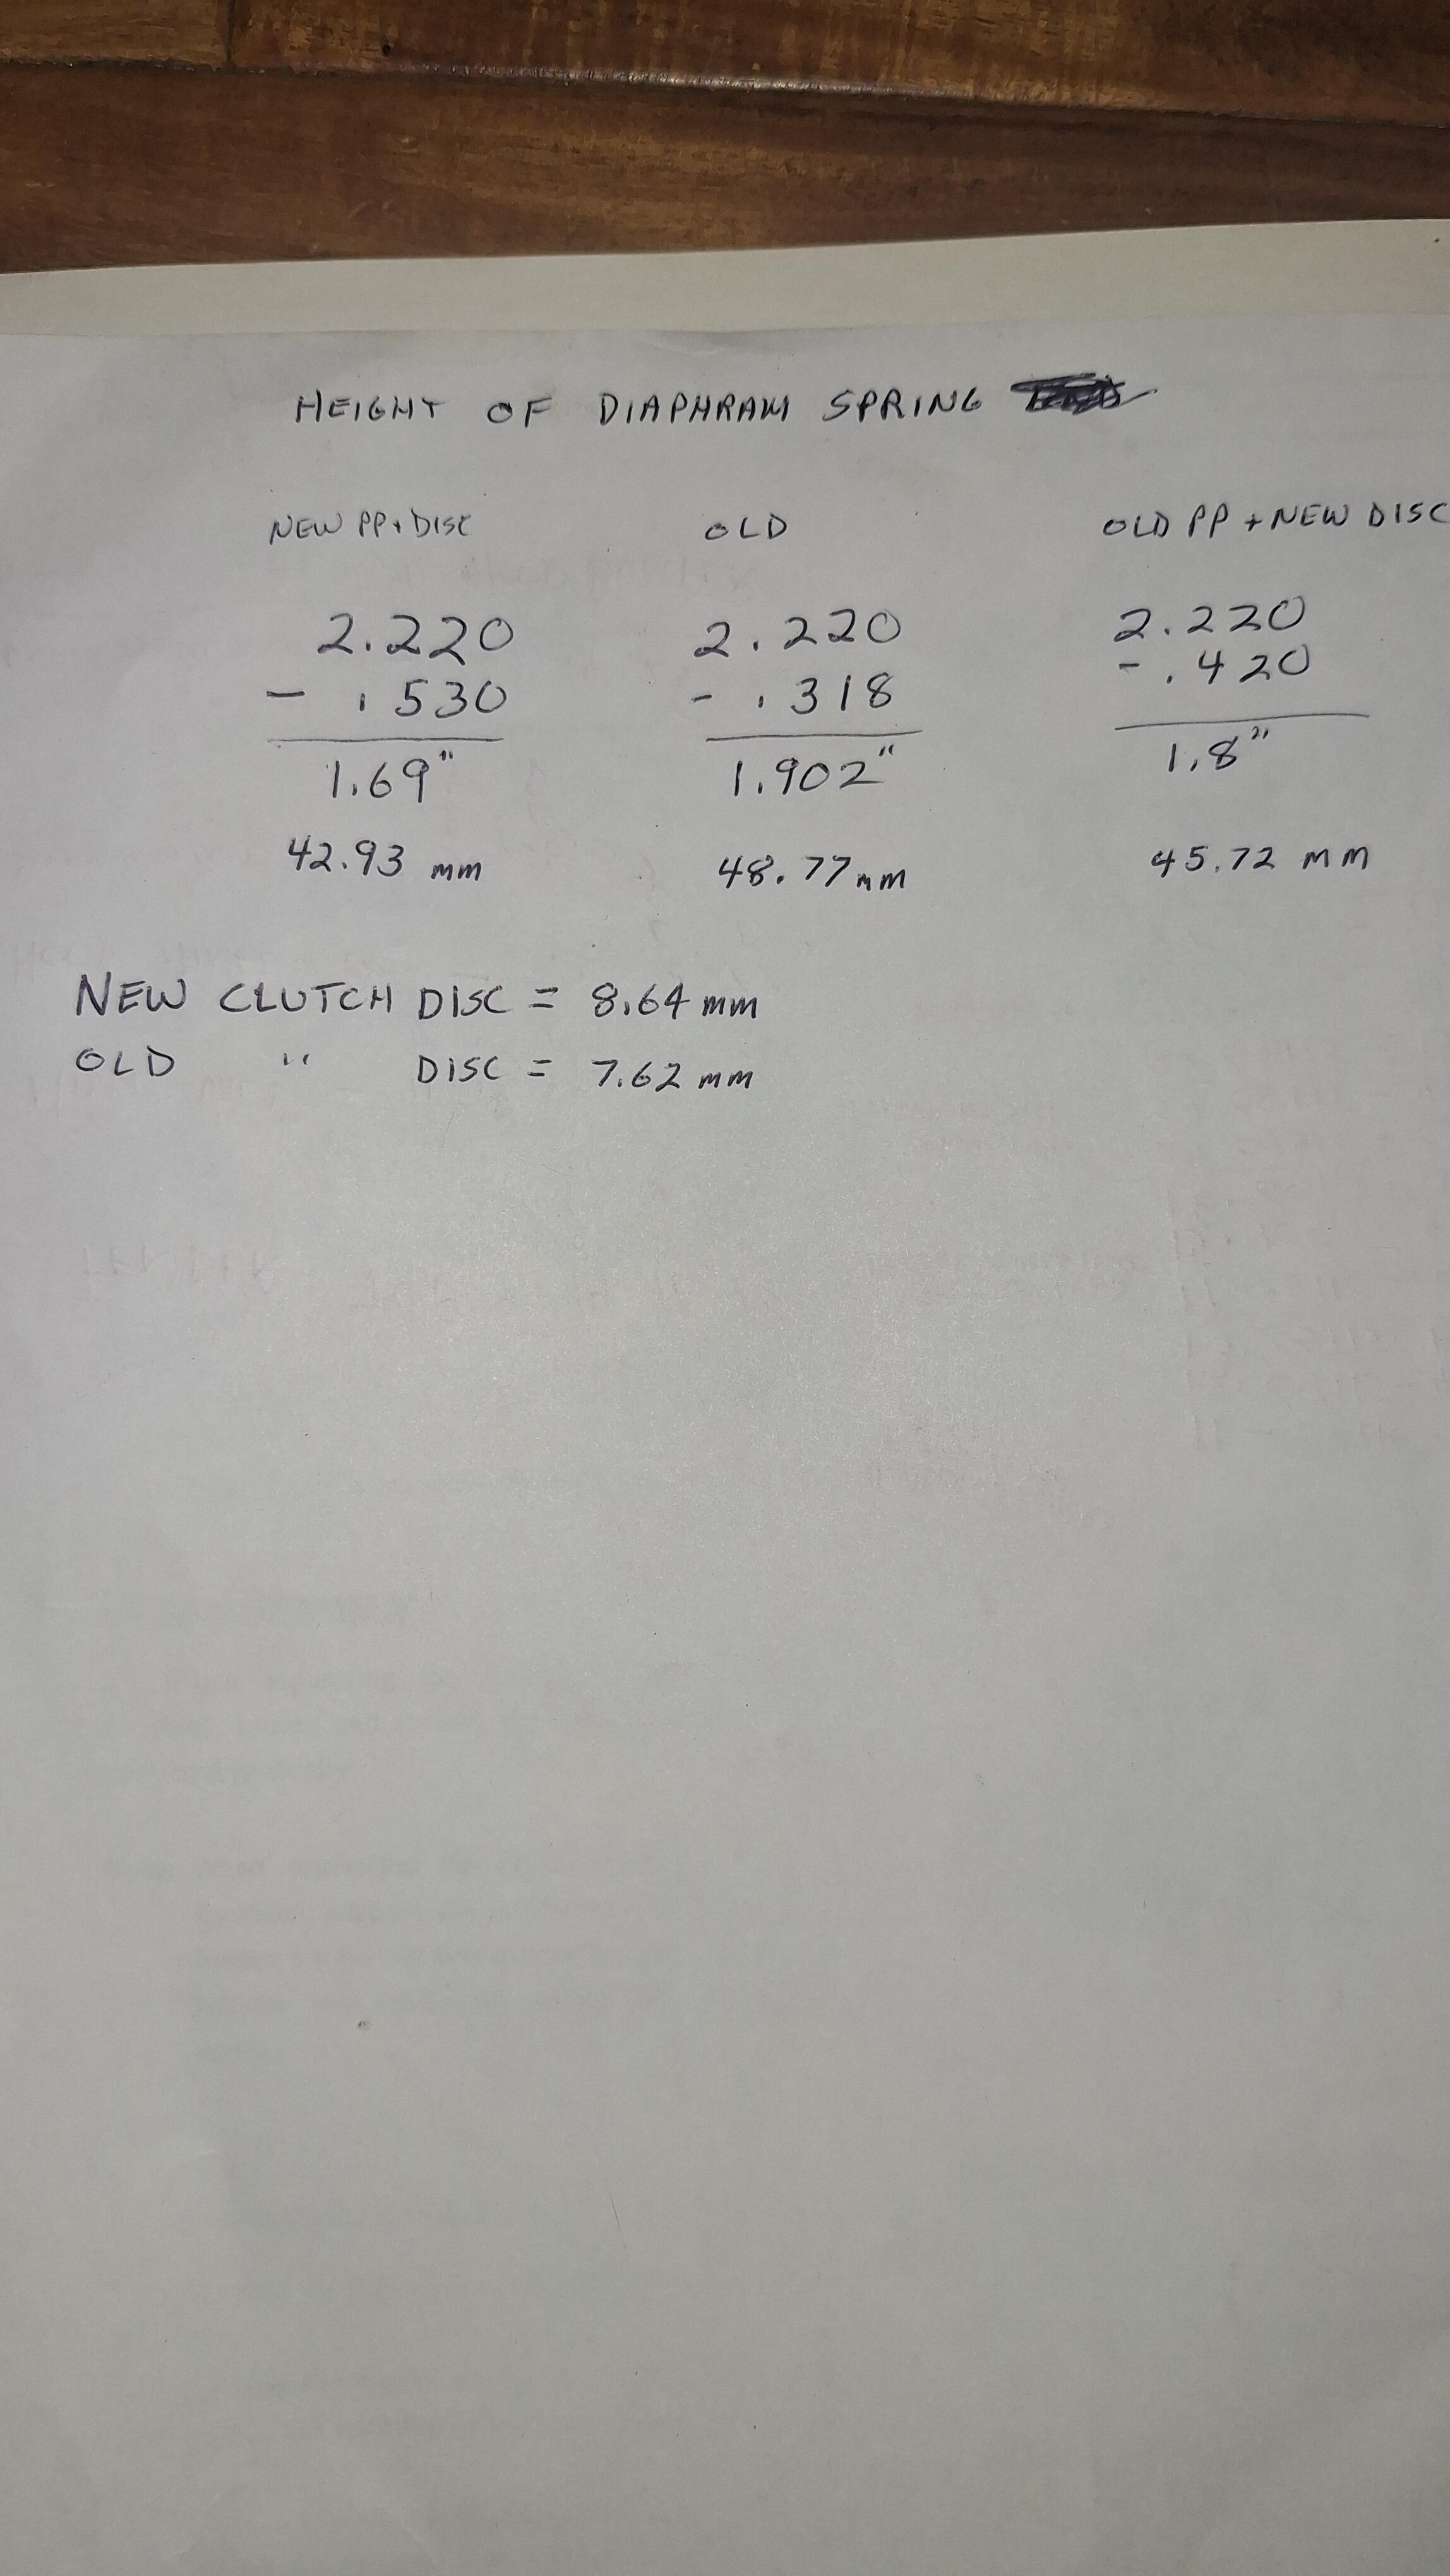 HEIGHT OF DIAPHRAM SPRING
NEW PP+DISC OLD OLD PP + NEW DISC
2.220 2.220 2.220
- .530 - .318 - .420
1.69" 1.902" 1.8"
42.93 mm 48.77 mm 45.72 mm
NEW CLUTCH DISC = 8.64 mm
OLD " DISC = 7.62 mm